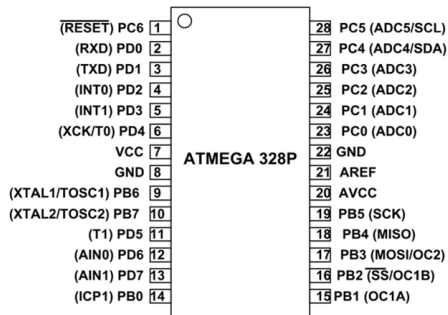 (RESET) PC6 1
(RXD) PD0 2
(TXD) PD1 3
(INT0) PD2 4
(INT1) PD3 5
(XCK/T0) PD4 6
VCC 7
GND 8
(XTAL1/TOSC1) PB6 9
(XTAL2/TOSC2) PB7 10
(T1) PD5 11
(AIN0) PD6 12
(AIN1) PD7 13
(ICP1) PB0 14
ATMEGA 328P
28 PC5 (ADC5/SCL)
27 PC4 (ADC4/SDA)
26 PC3 (ADC3)
25 PC2 (ADC2)
24 PC1 (ADC1)
23 PC0 (ADC0)
22 GND
21 AREF
20 AVCC
19 PB5 (SCK)
18 PB4 (MISO)
17 PB3 (MOSI/OC2)
16 PB2 (SS/OC1B)
15 PB1 (OC1A)